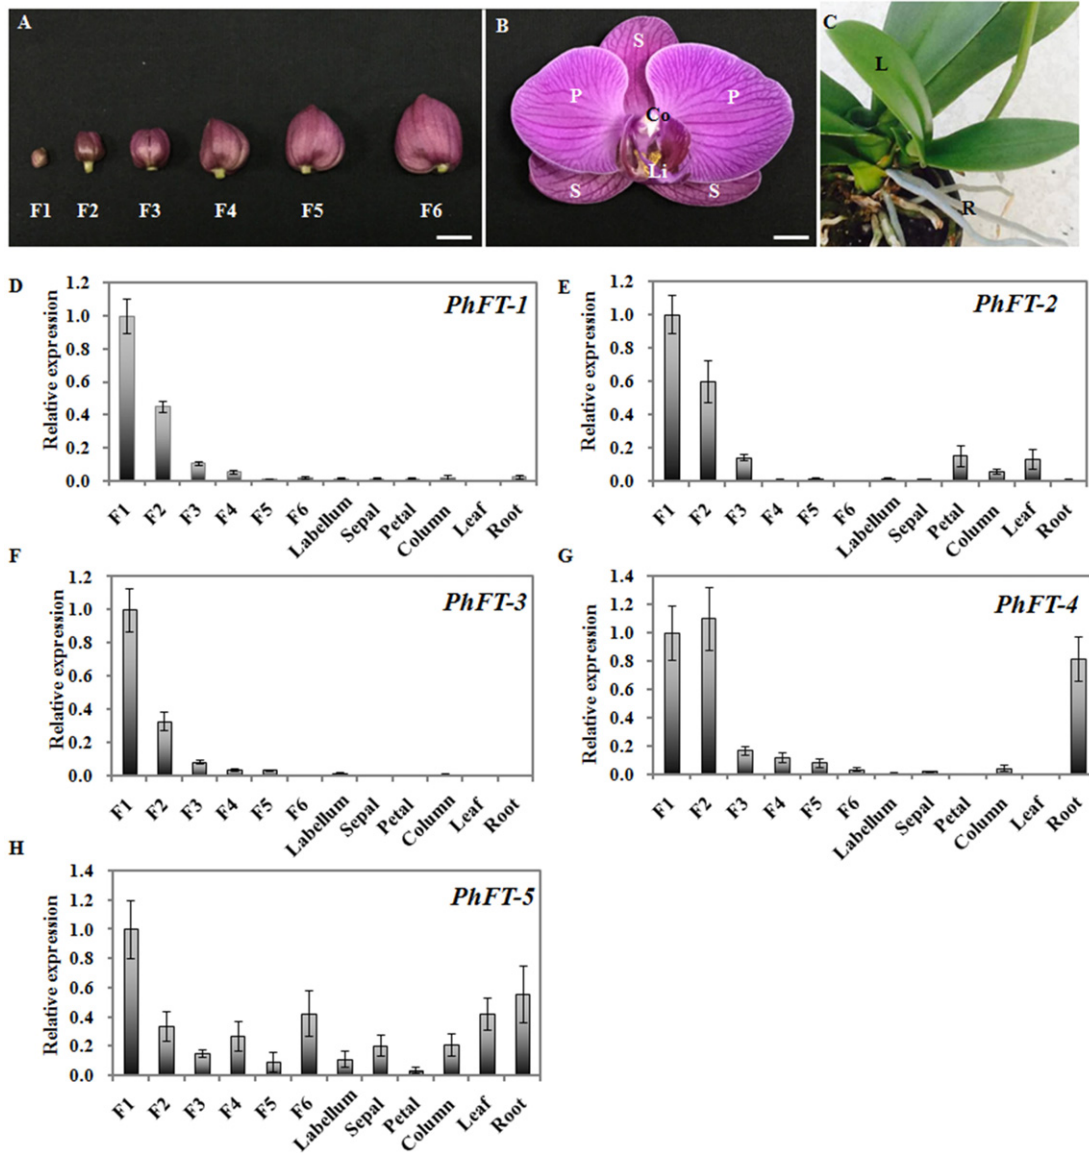 A
F1 F2 F3 F4 F5 F6
B
S
P P
Co
Li
S S
C
L
R
D
PhFT-1
Relative expression
1.2
1.0
0.8
0.6
0.4
0.2
0.0
F1 F2 F3 F4 F5 F6 Labellum Sepal Petal Column Leaf Root
E
PhFT-2
Relative expression
1.2
1.0
0.8
0.6
0.4
0.2
0.0
F1 F2 F3 F4 F5 F6 Labellum Sepal Petal Column Leaf Root
F
PhFT-3
Relative expression
1.2
1.0
0.8
0.6
0.4
0.2
0.0
F1 F2 F3 F4 F5 F6 Labellum Sepal Petal Column Leaf Root
G
PhFT-4
Relative expression
1.4
1.2
1.0
0.8
0.6
0.4
0.2
0.0
F1 F2 F3 F4 F5 F6 Labellum Sepal Petal Column Leaf Root
H
PhFT-5
Relative expression
1.4
1.2
1.0
0.8
0.6
0.4
0.2
0.0
F1 F2 F3 F4 F5 F6 Labellum Sepal Petal Column Leaf Root